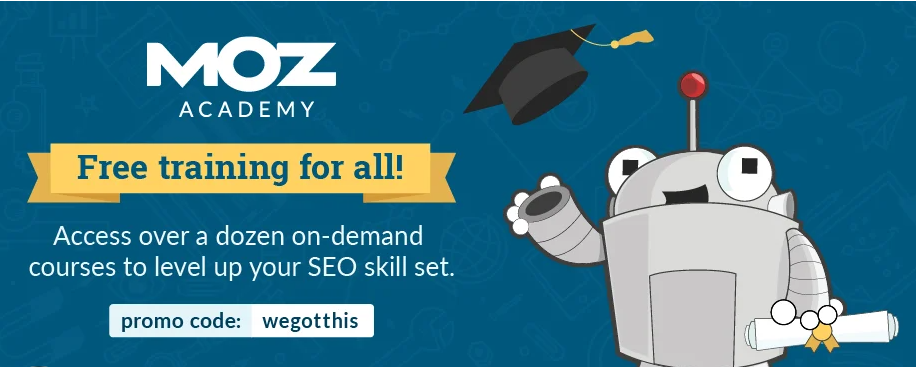 MOZ
ACADEMY
Free training for all!
Access over a dozen on-demand
courses to level up your SEO skill set.
promo code: wegotthis